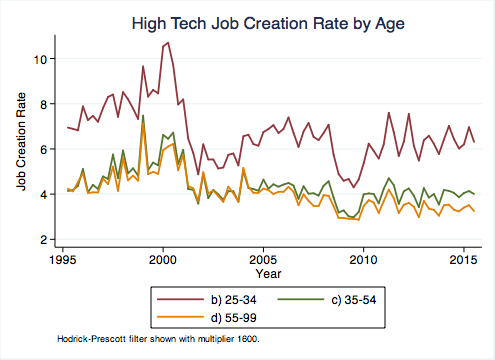 High Tech Job Creation Rate by Age
Job Creation Rate
10
8
6
4
2
1995 2000 2005 2010 2015
Year
b) 25-34 c) 35-54
d) 55-99
Hodrick-Prescott filter shown with multiplier 1600.